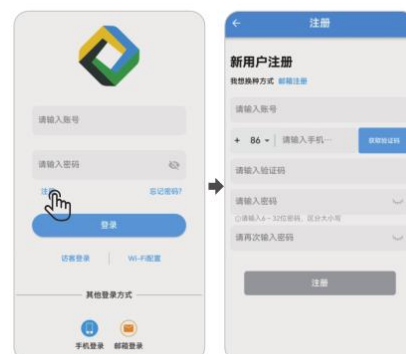 请输入账号
请输入密码
注册
忘记密码?
登录
访客登录
Wi-Fi配置
其他登录方式
手机登录
邮箱登录
注册
新用户注册
我想换种方式 邮箱注册
请输入账号
+ 86 请输入手机…
获取验证码
请输入验证码
请输入密码
请输入6～32位密码，区分大小写
请再次输入密码
注册